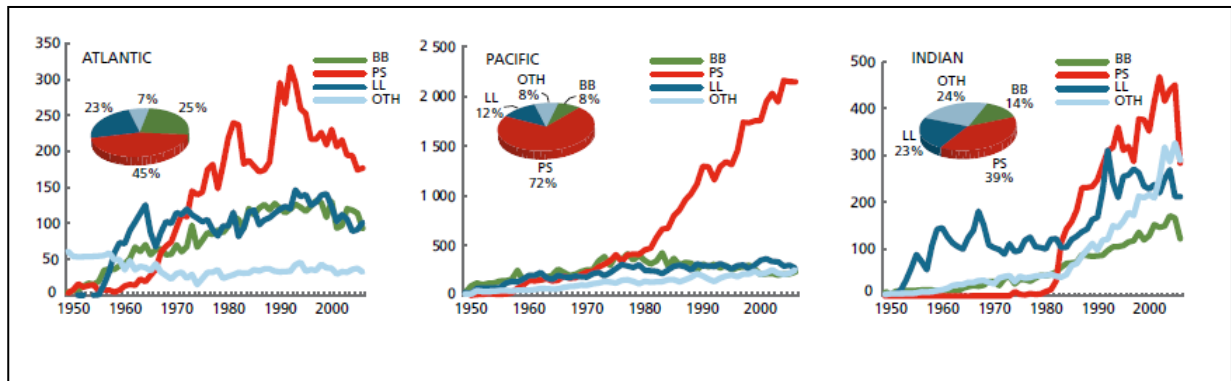 ATLANTIC
350
300
250
200
150
100
50
0
1950 1960 1970 1980 1990 2000
BB
PS
LL
OTH
23% 7% 25%
45%
PACIFIC
2 500
2 000
1 500
1 000
500
0
1950 1960 1970 1980 1990 2000
BB
PS
LL
OTH
OTH
8%
BB
8%
LL
12%
PS
72%
INDIAN
500
400
300
200
100
0
1950 1960 1970 1980 1990 2000
BB
PS
LL
OTH
OTH
24%
BB
14%
LL
23%
PS
39%